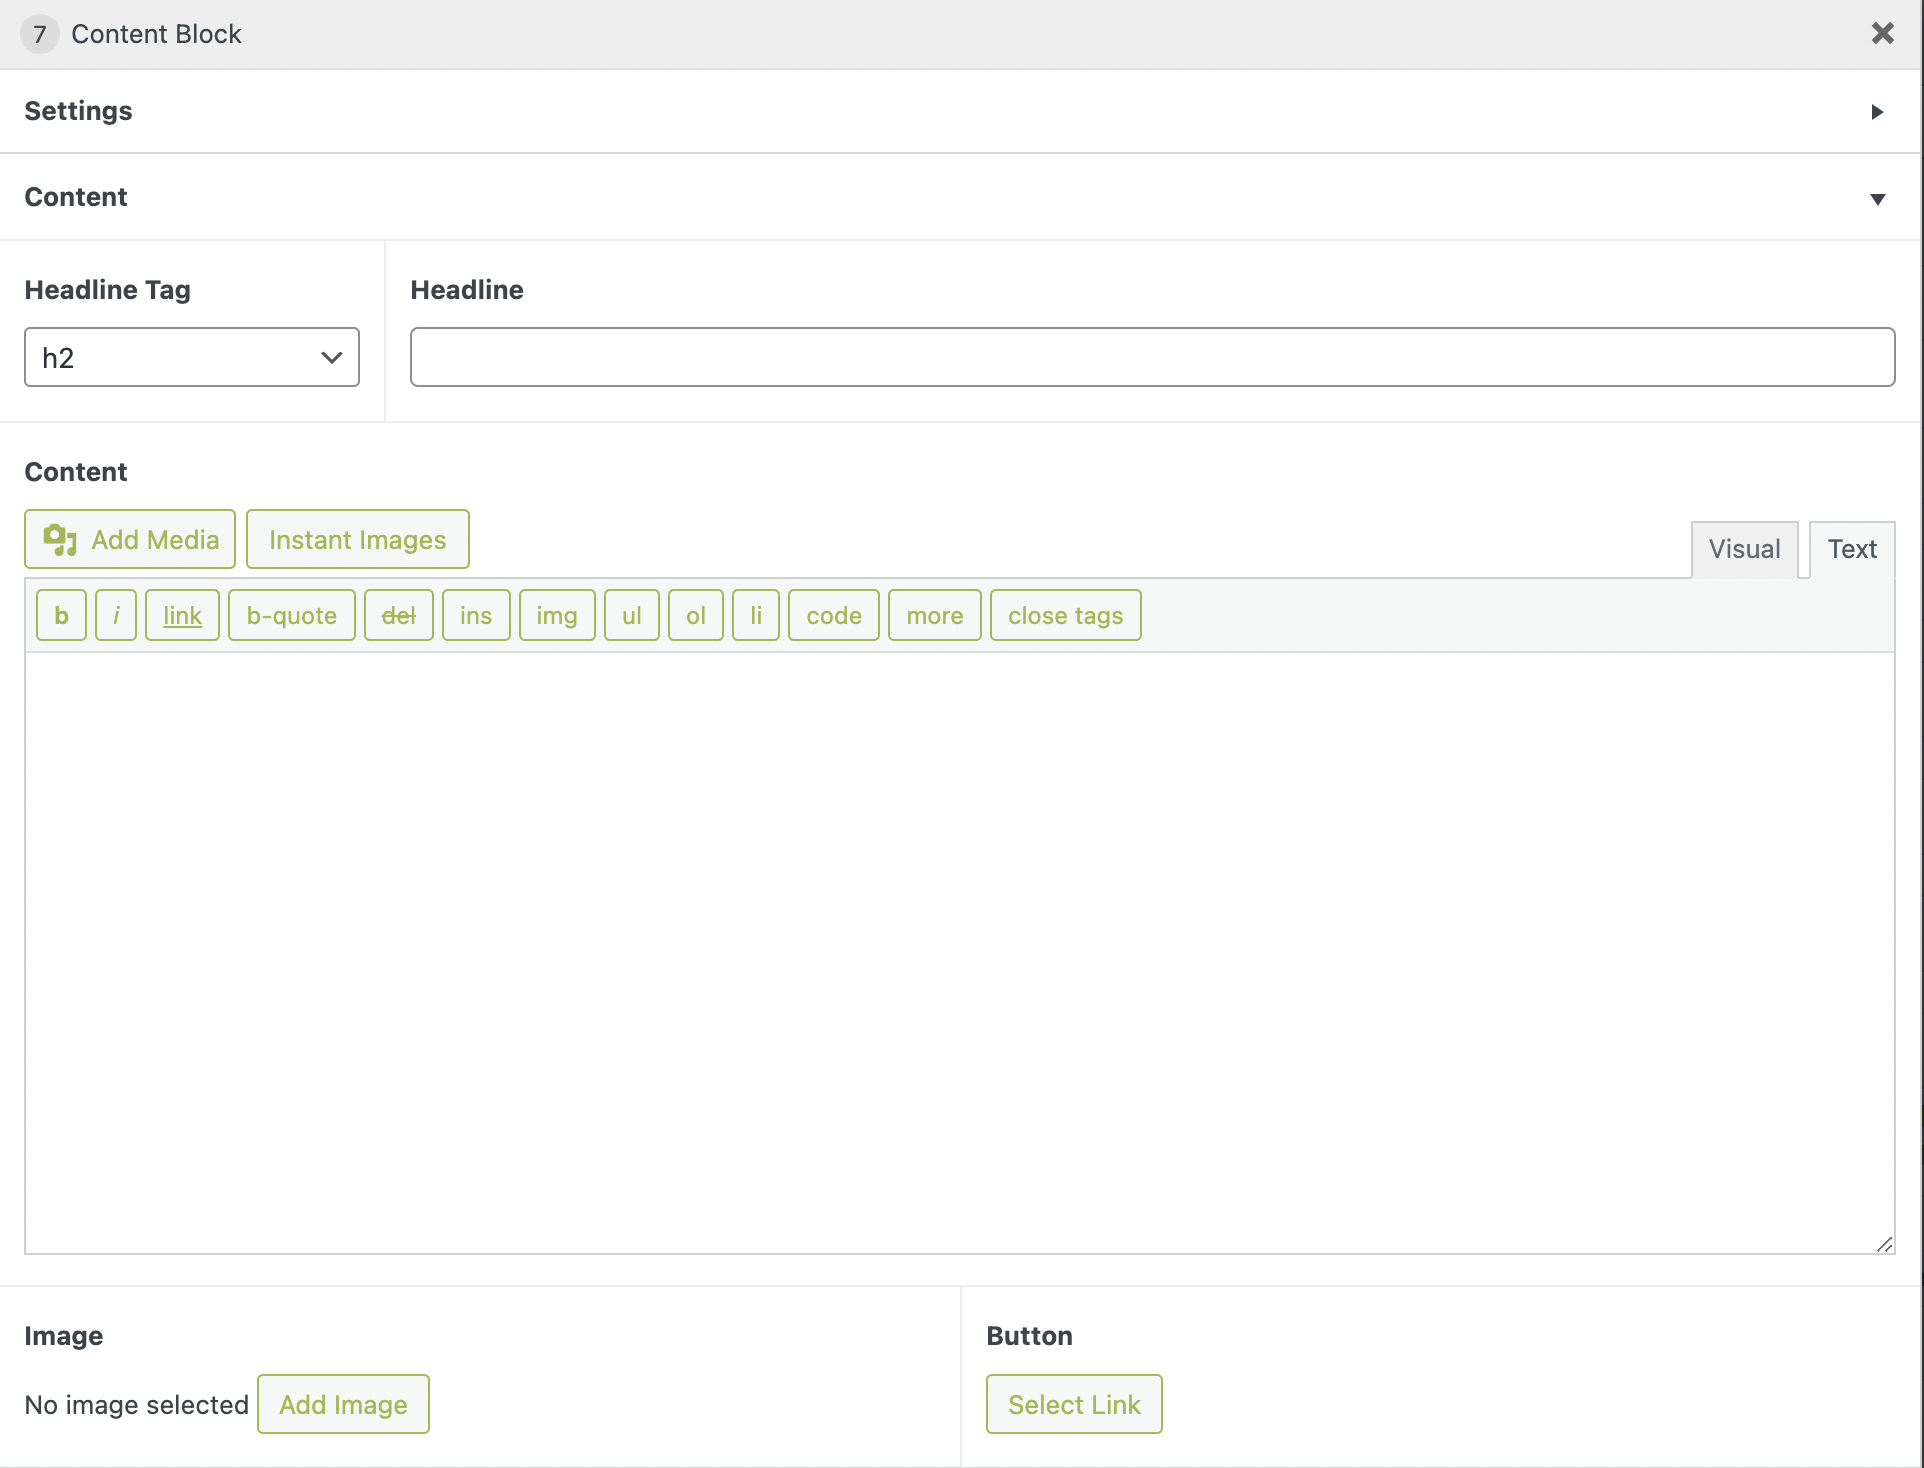 7 Content Block
Settings
Content
Headline Tag
Headline
h2
Content
Add Media
Instant Images
Visual
Text
b i link b-quote del ins img ul ol li code more close tags
Image
Button
No image selected Add Image
Select Link